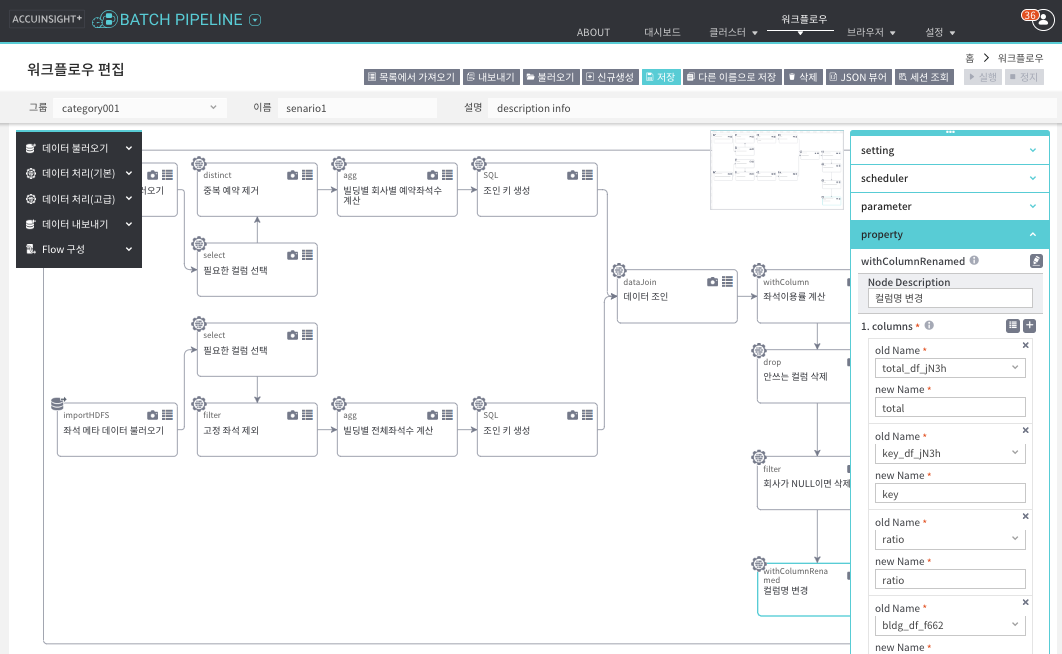 ACCUINSIGHT+ BATCH PIPELINE
ABOUT 대시보드 클러스터 워크플로우 브라우저 설정 36
워크플로우 편집
홈 > 워크플로우
목록에서 가져오기 내보내기 불러오기 신규생성 저장 다른 이름으로 저장 삭제 JSON 뷰어 세션 조회 실행 정지
그룹 category001 이름 senario1 설명 description info
데이터 불러오기
데이터 처리(기본)
데이터 처리(고급)
데이터 내보내기
Flow 구성
러오기
distinct
중복 예약 제거
agg
빌딩별 회사별 예약좌석수
계산
SQL
조인 키 생성
select
필요한 컬럼 선택
select
필요한 컬럼 선택
importHDFS
좌석 메타 데이터 불러오기
filter
고정 좌석 제외
agg
빌딩별 전체좌석수 계산
SQL
조인 키 생성
dataJoin
데이터 조인
withColumn
좌석이용률 계산
drop
안쓰는 컬럼 삭제
filter
회사가 NULL이면 삭제
withColumnRena
med
컬럼명 변경
setting
scheduler
parameter
property
withColumnRenamed
Node Description
컬럼명 변경
1. columns *
old Name *
total_df_jN3h
new Name *
total
old Name *
key_df_jN3h
new Name *
key
old Name *
ratio
new Name *
ratio
old Name *
bldg_df_f662
new Name *